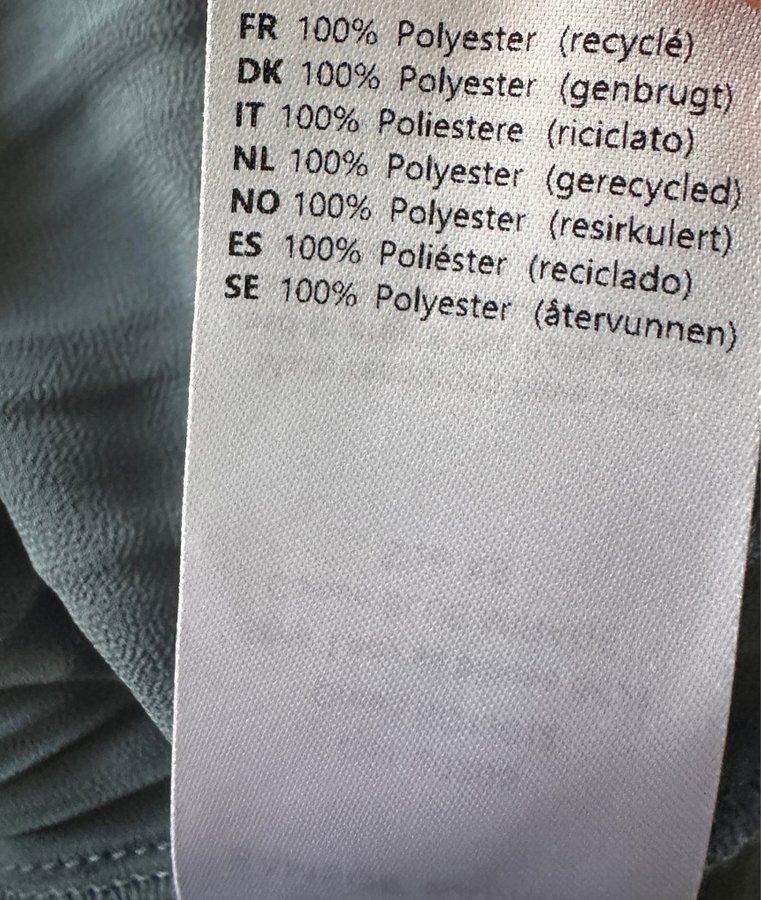 FR 100% Polyester (recyclé)
DK 100% Polyester (genbrugt)
IT 100% Poliestere (riciclato)
NL 100% Polyester (gerecycled)
NO 100% Polyester (resirkulert)
ES 100% Poliéster (reciclado)
SE 100% Polyester (återvunnen)